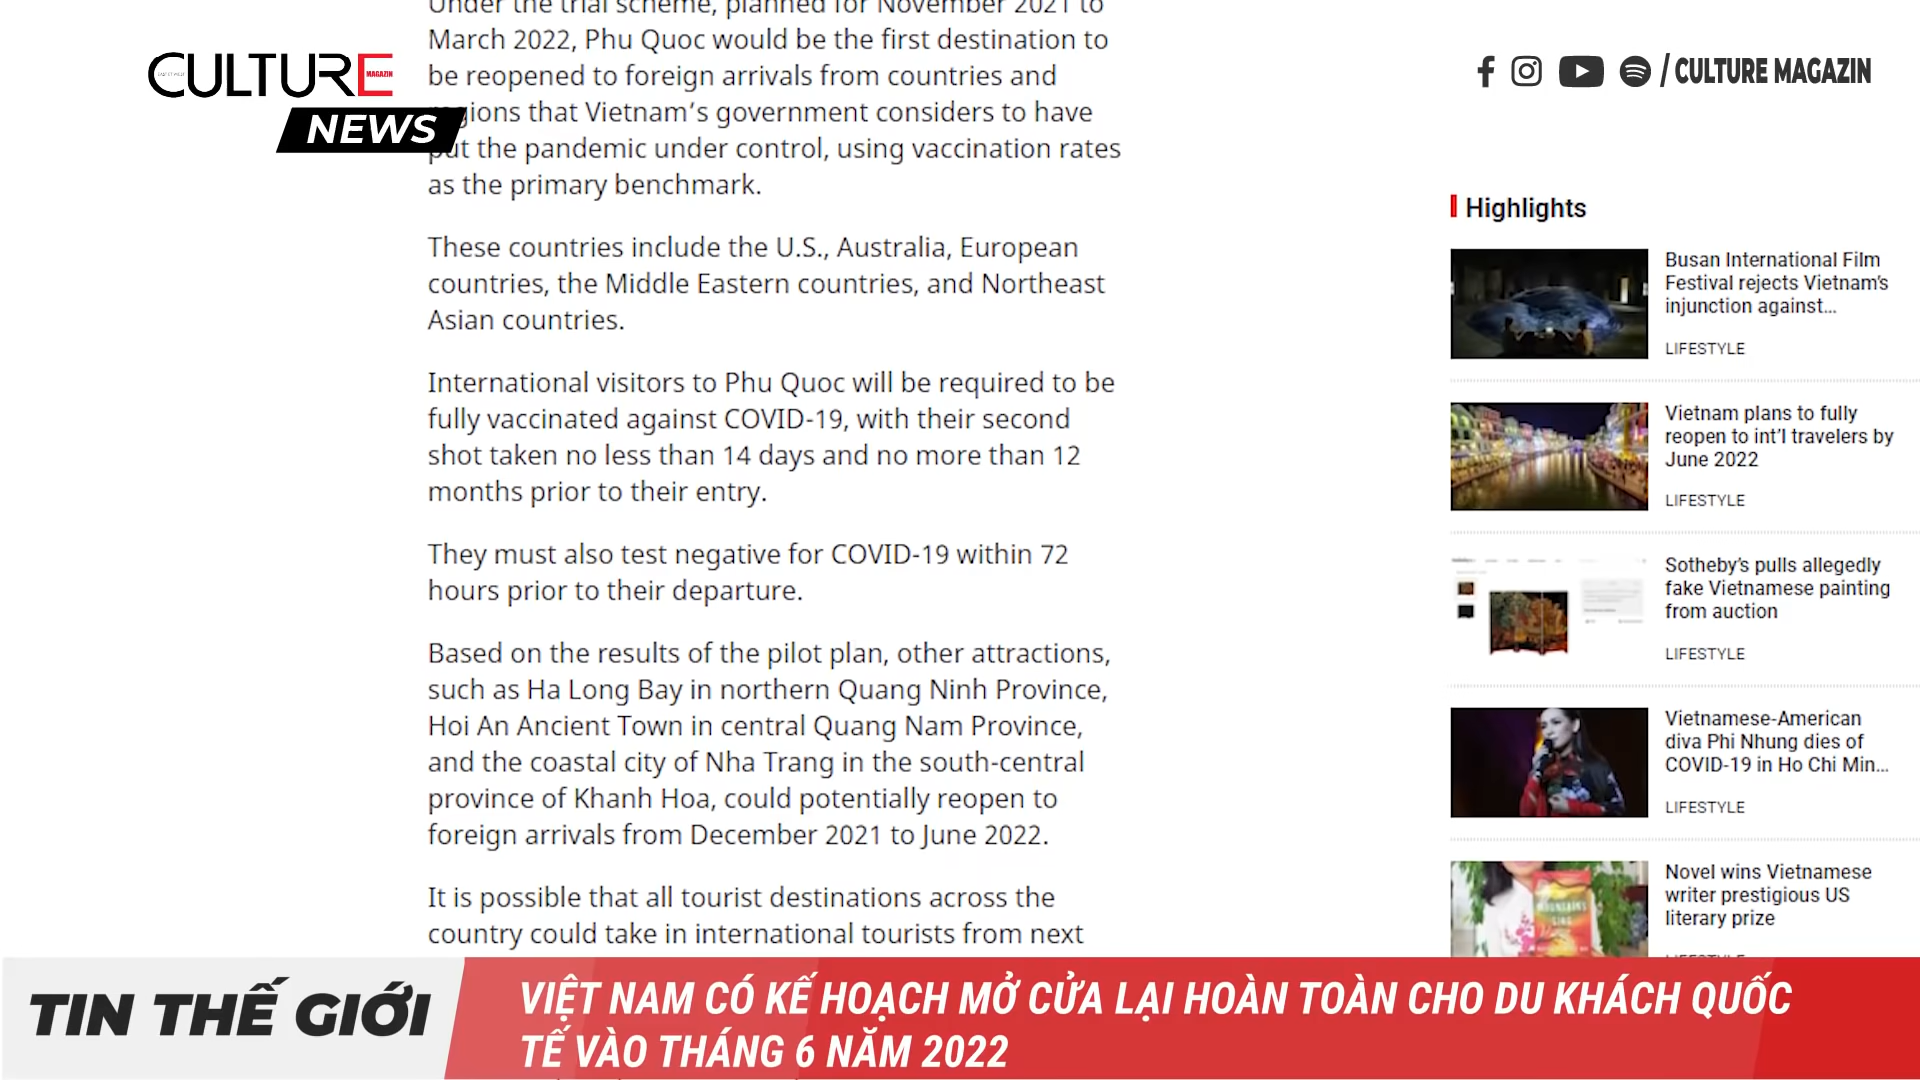 Under the trial scheme, planned for November 2021 to
March 2022, Phu Quoc would be the first destination to
be reopened to foreign arrivals from countries and
regions that Vietnam’s government considers to have
put the pandemic under control, using vaccination rates
as the primary benchmark.
These countries include the U.S., Australia, European
countries, the Middle Eastern countries, and Northeast
Asian countries.
International visitors to Phu Quoc will be required to be
fully vaccinated against COVID-19, with their second
shot taken no less than 14 days and no more than 12
months prior to their entry.
They must also test negative for COVID-19 within 72
hours prior to their departure.
Based on the results of the pilot plan, other attractions,
such as Ha Long Bay in northern Quang Ninh Province,
Hoi An Ancient Town in central Quang Nam Province,
and the coastal city of Nha Trang in the south-central
province of Khanh Hoa, could potentially reopen to
foreign arrivals from December 2021 to June 2022.
It is possible that all tourist destinations across the
country could take in international tourists from next
CULTURE
MAGAZIN
NEWS
/ CULTURE MAGAZIN
Highlights
Busan International Film
Festival rejects Vietnam’s
injunction against...
LIFESTYLE
Vietnam plans to fully
reopen to int’l travelers by
June 2022
LIFESTYLE
Sotheby’s pulls allegedly
fake Vietnamese painting
from auction
LIFESTYLE
Vietnamese-American
diva Phi Nhung dies of
COVID-19 in Ho Chi Min...
LIFESTYLE
Novel wins Vietnamese
writer prestigious US
literary prize
TIN THẾ GIỚI
VIỆT NAM CÓ KẾ HOẠCH MỞ CỬA LẠI HOÀN TOÀN CHO DU KHÁCH QUỐC
TẾ VÀO THÁNG 6 NĂM 2022